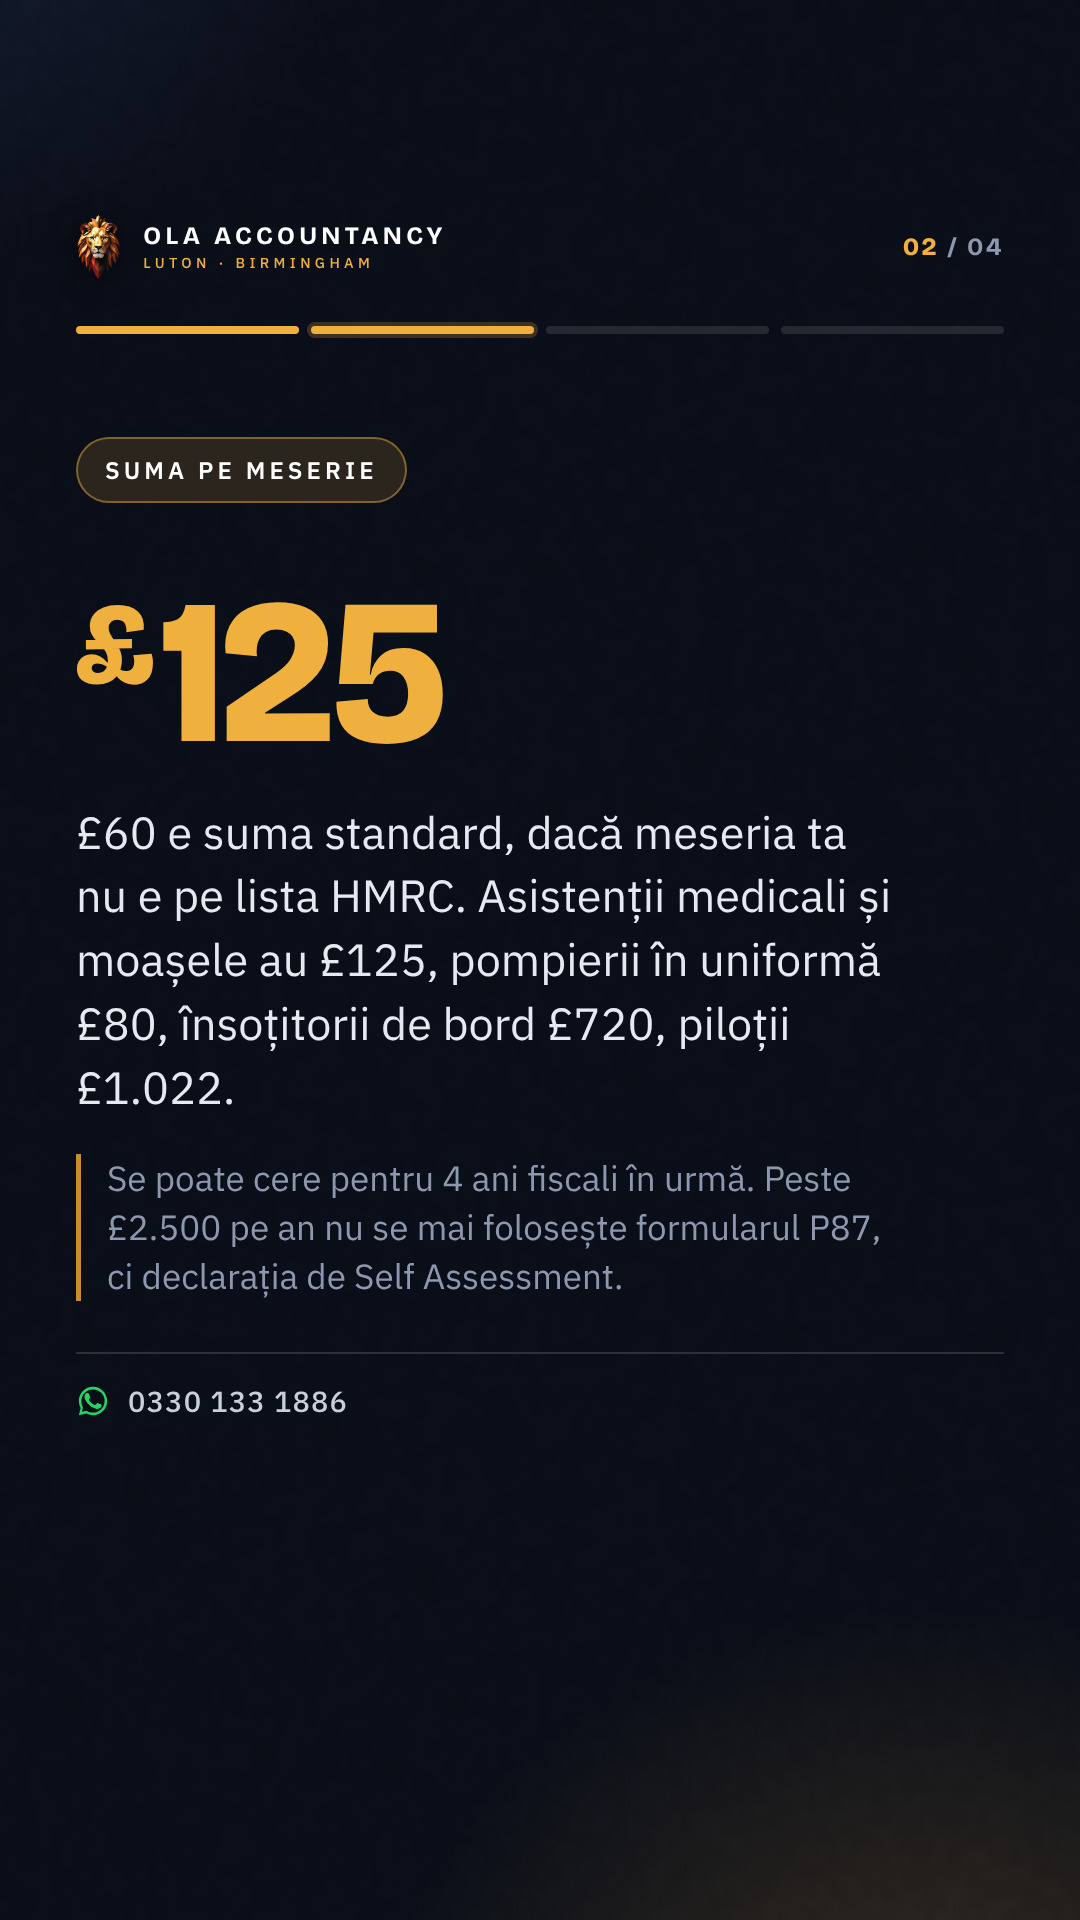 OLA ACCOUNTANCY
LUTON · BIRMINGHAM
02 / 04
SUMA PE MESERIE
£125
£60 e suma standard, dacă meseria ta
nu e pe lista HMRC. Asistenții medicali și
moașele au £125, pompierii în uniformă
£80, însoțitorii de bord £720, piloții
£1.022.
Se poate cere pentru 4 ani fiscali în urmă. Peste
£2.500 pe an nu se mai folosește formularul P87,
ci declarația de Self Assessment.
0330 133 1886